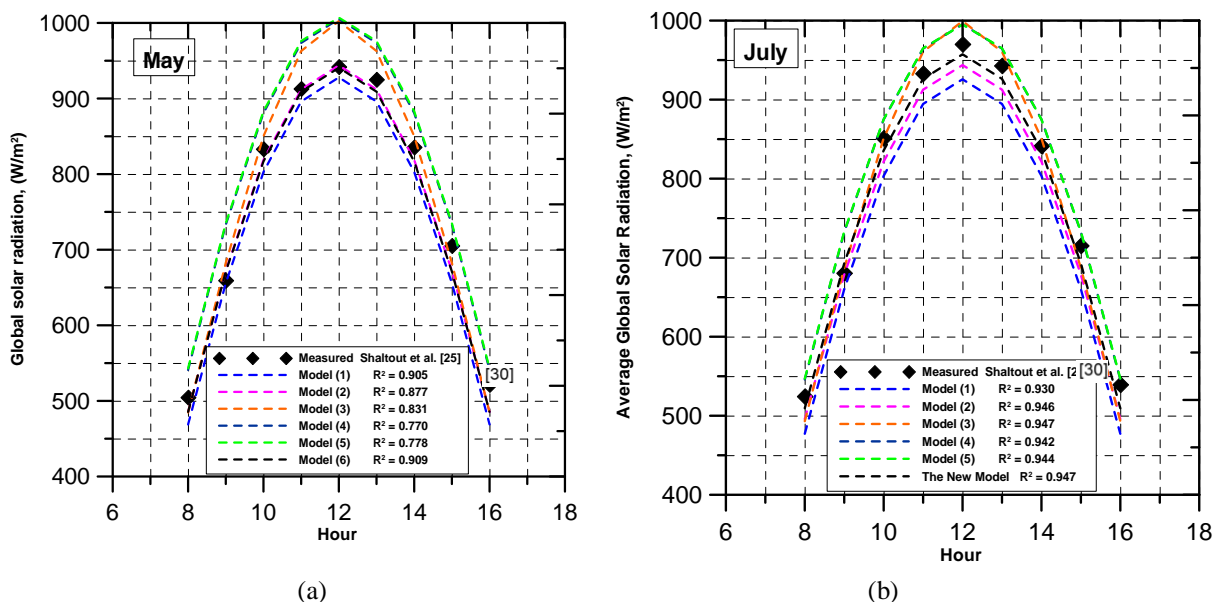 May
Global solar radiation, (W/m²)
1000
900
800
700
600
500
400
6 8 10 12 14 16 18
Hour
Measured Shaltout et al. [25]
[30]
Model (1) R² = 0.905
Model (2) R² = 0.877
Model (3) R² = 0.831
Model (4) R² = 0.770
Model (5) R² = 0.778
Model (6) R² = 0.909
(a)
July
Average Global Solar Radiation, (W/m²)
1000
900
800
700
600
500
400
6 8 10 12 14 16 18
Hour
Measured Shaltout et al. [30]
Model (1) R² = 0.930
Model (2) R² = 0.946
Model (3) R² = 0.947
Model (4) R² = 0.942
Model (5) R² = 0.944
The New Model R² = 0.947
(b)